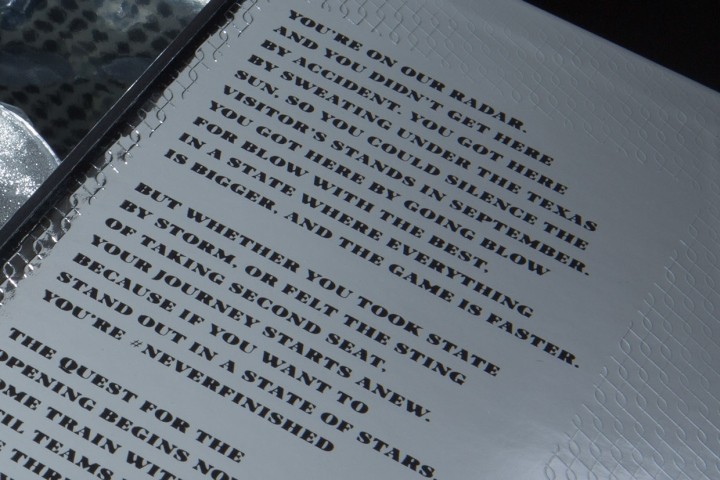 YOU'RE ON OUR RADAR.
AND YOU DIDN'T GET HERE
BY ACCIDENT. YOU GOT HERE
BY SWEATING UNDER THE TEXAS
SUN. SO YOU COULD SILENCE THE
VISITOR'S STANDS IN SEPTEMBER.
YOU GOT HERE BY GOING BLOW
FOR BLOW WITH THE BEST,
IN A STATE WHERE EVERYTHING
IS BIGGER, AND THE GAME IS FASTER.
BUT WHETHER YOU TOOK STATE
BY STORM, OR FELT THE STING
OF TAKING SECOND SEAT,
YOUR JOURNEY STARTS ANEW.
BECAUSE IF YOU WANT TO
STAND OUT IN A STATE OF STARS,
YOU'RE #NEVERFINISHED
THE QUEST FOR THE
OPENING BEGINS NOW
TRAIN WITH
TEAMS